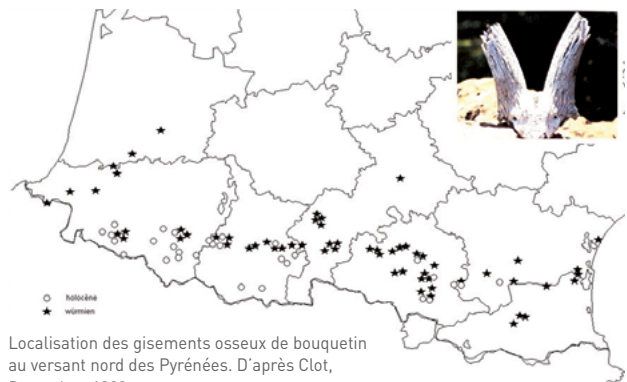 holocène
würmien
Localisation des gisements osseux de bouquetin
au versant nord des Pyrénées. D'après Clot,